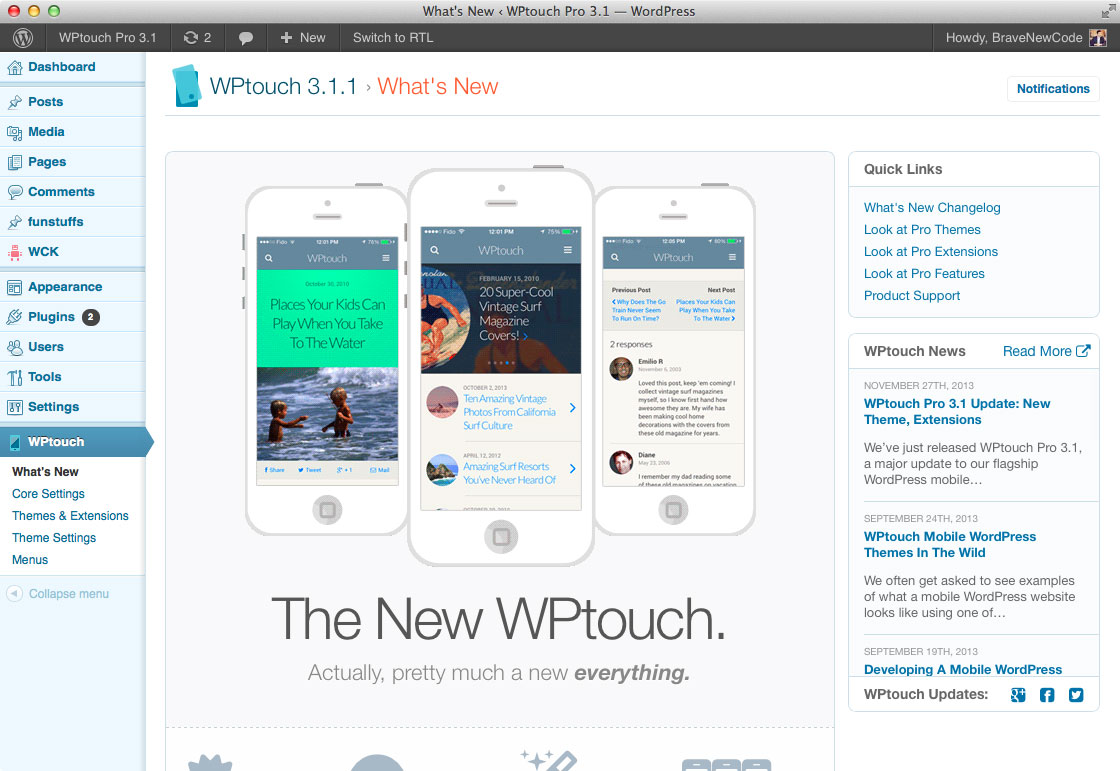 What's New ‹ WPtouch Pro 3.1 — WordPress
WPtouch Pro 3.1
2
New
Switch to RTL
Howdy, BraveNewCode
Dashboard
Posts
Media
Pages
Comments
funstuffs
WCK
Appearance
Plugins 2
Users
Tools
Settings
WPtouch
What's New
Core Settings
Themes & Extensions
Theme Settings
Menus
Collapse menu
WPtouch 3.1.1 › What's New
Notifications
Fido 12:01 PM 76%
WPtouch
October 30, 2010
Places Your Kids Can
Play When You Take
To The Water
Share Tweet + 1 Mail
Fido 12:01 PM 75%
WPtouch
FEBRUARY 15, 2010
20 Super-Cool
Vintage Surf
Magazine
Covers!
OCTOBER 2, 2013
Ten Amazing Vintage
Photos From California
Surf Culture
APRIL 12, 2012
Amazing Surf Resorts
You've Never Heard Of
Fido 12:05 PM 80%
WPtouch
Previous Post Next Post
Why Does The Go
Train Never Seem
To Run On Time?
Places Your Kids Can
Play When You Take
To The Water
2 responses
Emilio R
November 6, 2003
Loved this post, keep 'em coming! I
collect vintage surf magazines
myself, so I know first hand how
awesome they are. My wife has
been making cool home
decorations with the covers from
these old magazine for years.
Diane
May 23, 2006
I remember my dad reading some
of these old magazines on vacation
The New WPtouch.
Actually, pretty much a new everything.
Quick Links
What's New Changelog
Look at Pro Themes
Look at Pro Extensions
Look at Pro Features
Product Support
WPtouch News
Read More
NOVEMBER 27TH, 2013
WPtouch Pro 3.1 Update: New
Theme, Extensions
We've just released WPtouch Pro 3.1,
a major update to our flagship
WordPress mobile…
SEPTEMBER 24TH, 2013
WPtouch Mobile WordPress
Themes In The Wild
We often get asked to see examples
of what a mobile WordPress website
looks like using one of…
SEPTEMBER 19TH, 2013
Developing A Mobile WordPress
WPtouch Updates: